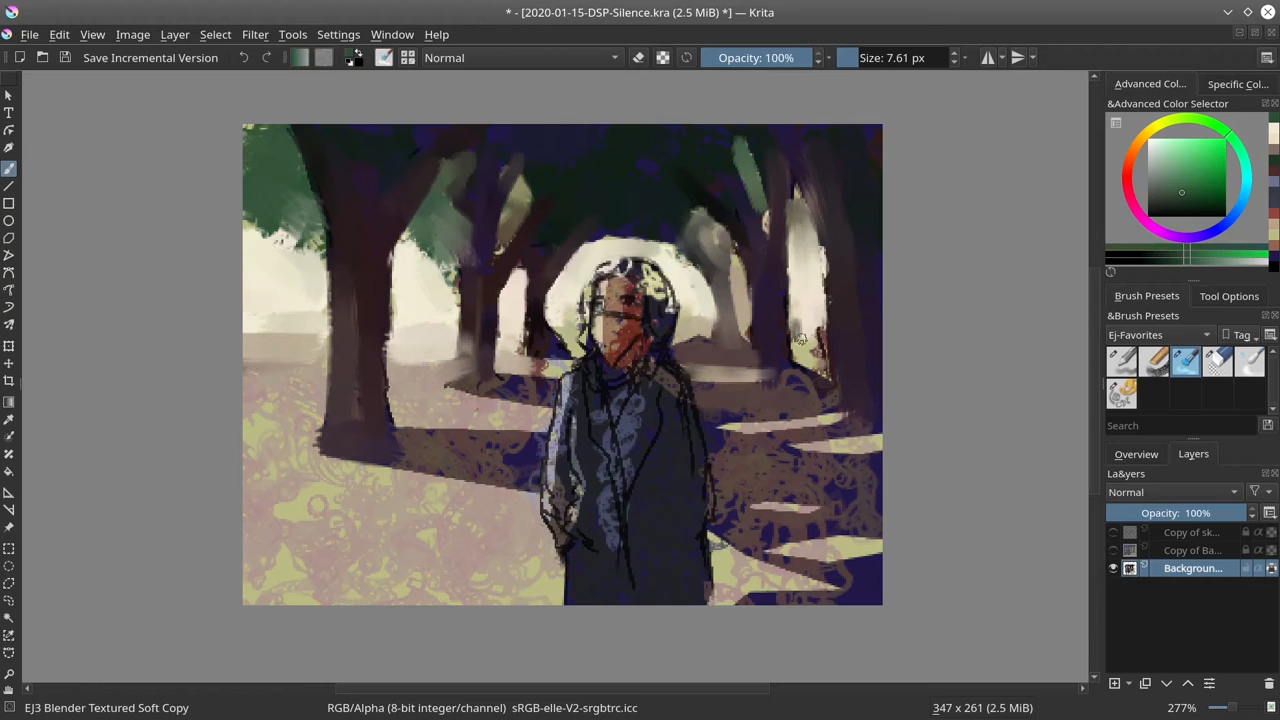 * - [2020-01-15-DSP-Silence.kra (2.5 MiB) *] — Krita
File Edit View Image Layer Select Filter Tools Settings Window Help
Save Incremental Version Normal Opacity: 100% Size: 7.61 px
Advanced Col... Specific Col...
&Advanced Color Selector
Brush Presets Tool Options
&Brush Presets
Ej-Favorites Tag
Search
Overview Layers
La&yers
Normal
Opacity: 100%
Copy of sk...
Copy of Ba...
Backgroun...
EJ3 Blender Textured Soft Copy RGB/Alpha (8-bit integer/channel) sRGB-elle-V2-srgbtrc.icc 347 x 261 (2.5 MiB) 277%